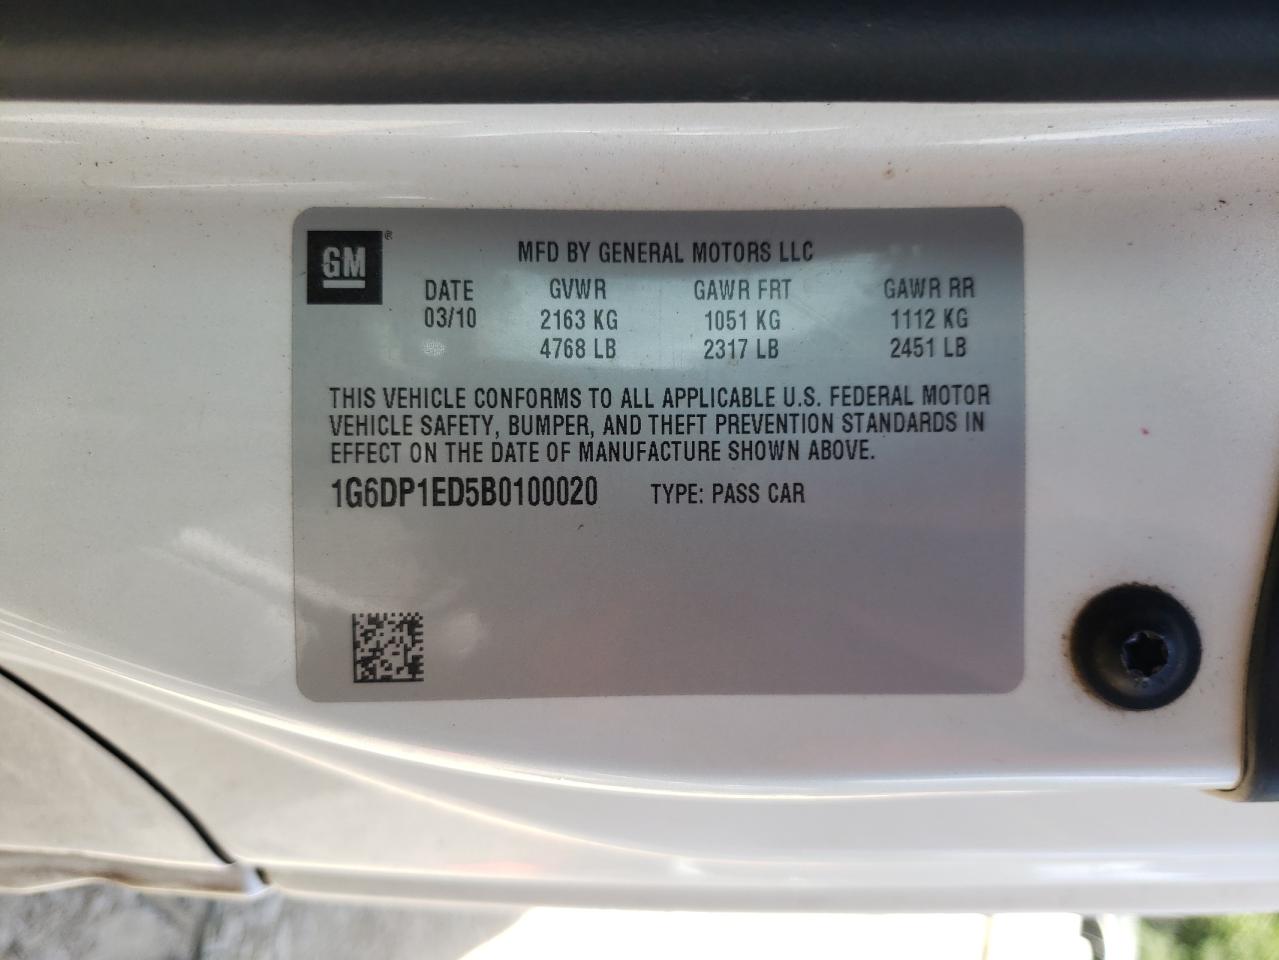 GM®
MFD BY GENERAL MOTORS LLC
DATE GVWR GAWR FRT GAWR RR
03/10 2163 KG 1051 KG 1112 KG
4768 LB 2317 LB 2451 LB
THIS VEHICLE CONFORMS TO ALL APPLICABLE U.S. FEDERAL MOTOR
VEHICLE SAFETY, BUMPER, AND THEFT PREVENTION STANDARDS IN
EFFECT ON THE DATE OF MANUFACTURE SHOWN ABOVE.
1G6DP1ED5B0100020 TYPE: PASS CAR